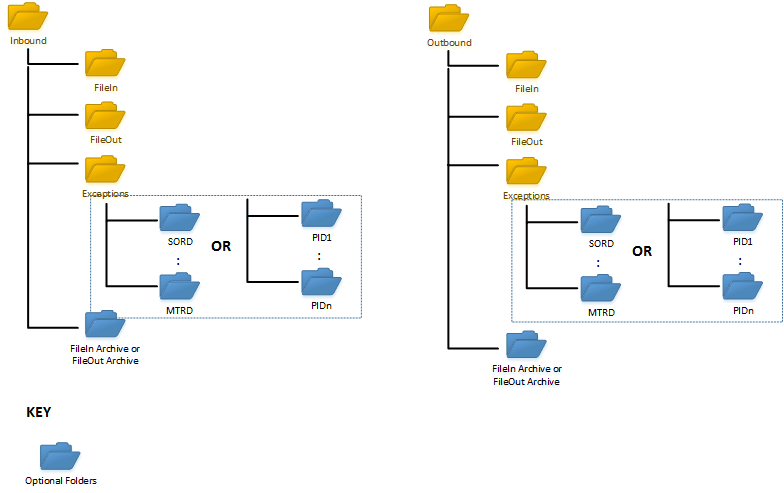 Inbound
FileIn
FileOut
Exceptions
SORD
:
MTRD
OR
PID1
:
PIDn
FileIn Archive or
FileOut Archive
Outbound
FileIn
FileOut
Exceptions
SORD
:
MTRD
OR
PID1
:
PIDn
FileIn Archive or
FileOut Archive
KEY
Optional Folders